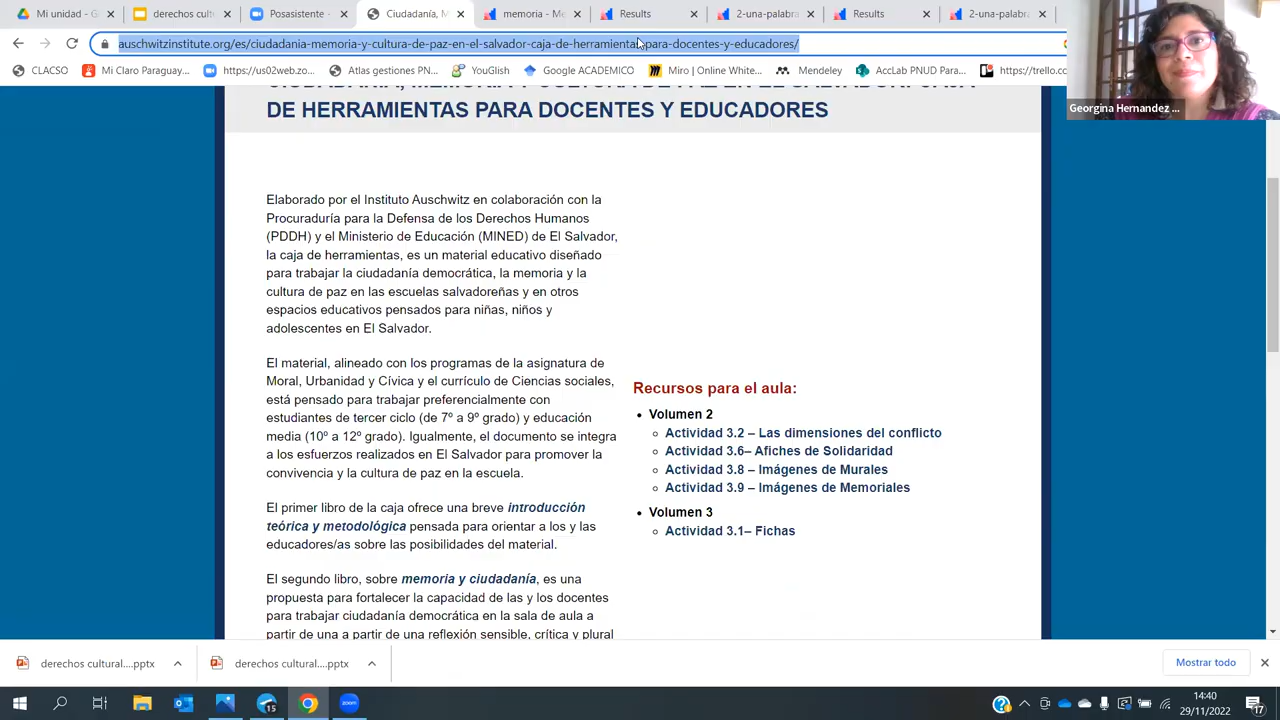 Mi unidad - G
derechos cult
Posasistente -
Ciudadanía, M
memoria - Me
Results
2-una-palabra
Results
2-una-palabra
auschwitzinstitute.org/es/ciudadania-memoria-y-cultura-de-paz-en-el-salvador-caja-de-herramientas-para-docentes-y-educadores/
CLACSO
Mi Claro Paraguay...
https://us02web.zo...
Atlas gestiones PN...
YouGlish
Google ACADEMICO
Miro | Online White...
Mendeley
AccLab PNUD Para...
https://trello.co
Georgina Hernandez ...
CIUDADANÍA, MEMORIA Y CULTURA DE PAZ EN EL SALVADOR: CAJA
DE HERRAMIENTAS PARA DOCENTES Y EDUCADORES
Elaborado por el Instituto Auschwitz en colaboración con la
Procuraduría para la Defensa de los Derechos Humanos
(PDDH) y el Ministerio de Educación (MINED) de El Salvador,
la caja de herramientas, es un material educativo diseñado
para trabajar la ciudadanía democrática, la memoria y la
cultura de paz en las escuelas salvadoreñas y en otros
espacios educativos pensados para niñas, niños y
adolescentes en El Salvador.
El material, alineado con los programas de la asignatura de
Moral, Urbanidad y Cívica y el currículo de Ciencias sociales,
está pensado para trabajar preferencialmente con
estudiantes de tercer ciclo (de 7º a 9º grado) y educación
media (10º a 12º grado). Igualmente, el documento se integra
a los esfuerzos realizados en El Salvador para promover la
convivencia y la cultura de paz en la escuela.
El primer libro de la caja ofrece una breve introducción
teórica y metodológica pensada para orientar a los y las
educadores/as sobre las posibilidades del material.
El segundo libro, sobre memoria y ciudadanía, es una
propuesta para fortalecer la capacidad de las y los docentes
para trabajar ciudadanía democrática en la sala de aula a
partir de una a partir de una reflexión sensible, crítica y plural
Recursos para el aula:
Volumen 2
Actividad 3.2 – Las dimensiones del conflicto
Actividad 3.6– Afiches de Solidaridad
Actividad 3.8 – Imágenes de Murales
Actividad 3.9 – Imágenes de Memoriales
Volumen 3
Actividad 3.1– Fichas
derechos cultural....pptx
derechos cultural....pptx
Mostrar todo
15
zoom
14:40
29/11/2022
17